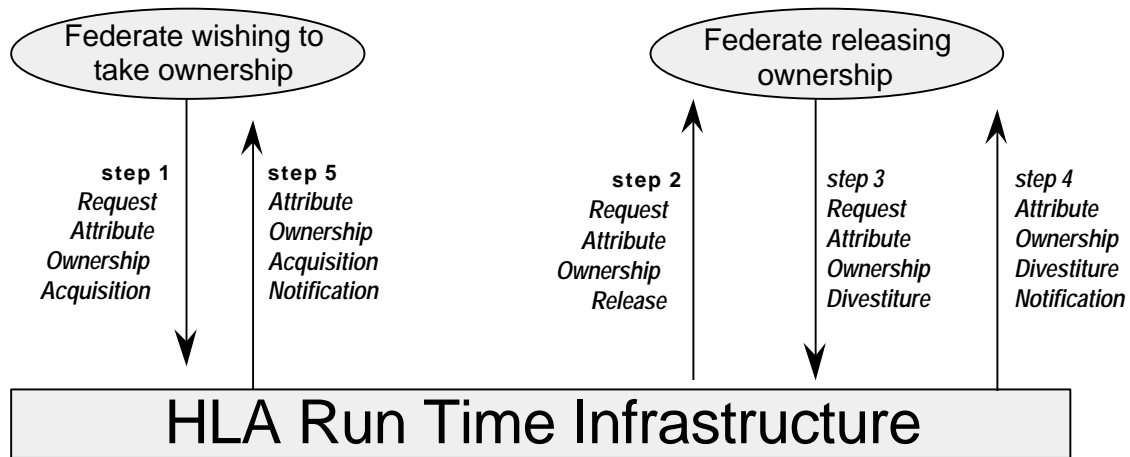 Federate wishing to
take ownership
Federate releasing
ownership
step 1
Request
Attribute
Ownership
Acquisition
step 5
Attribute
Ownership
Acquisition
Notification
step 2
Request
Attribute
Ownership
Release
step 3
Request
Attribute
Ownership
Divestiture
step 4
Attribute
Ownership
Divestiture
Notification
HLA Run Time Infrastructure